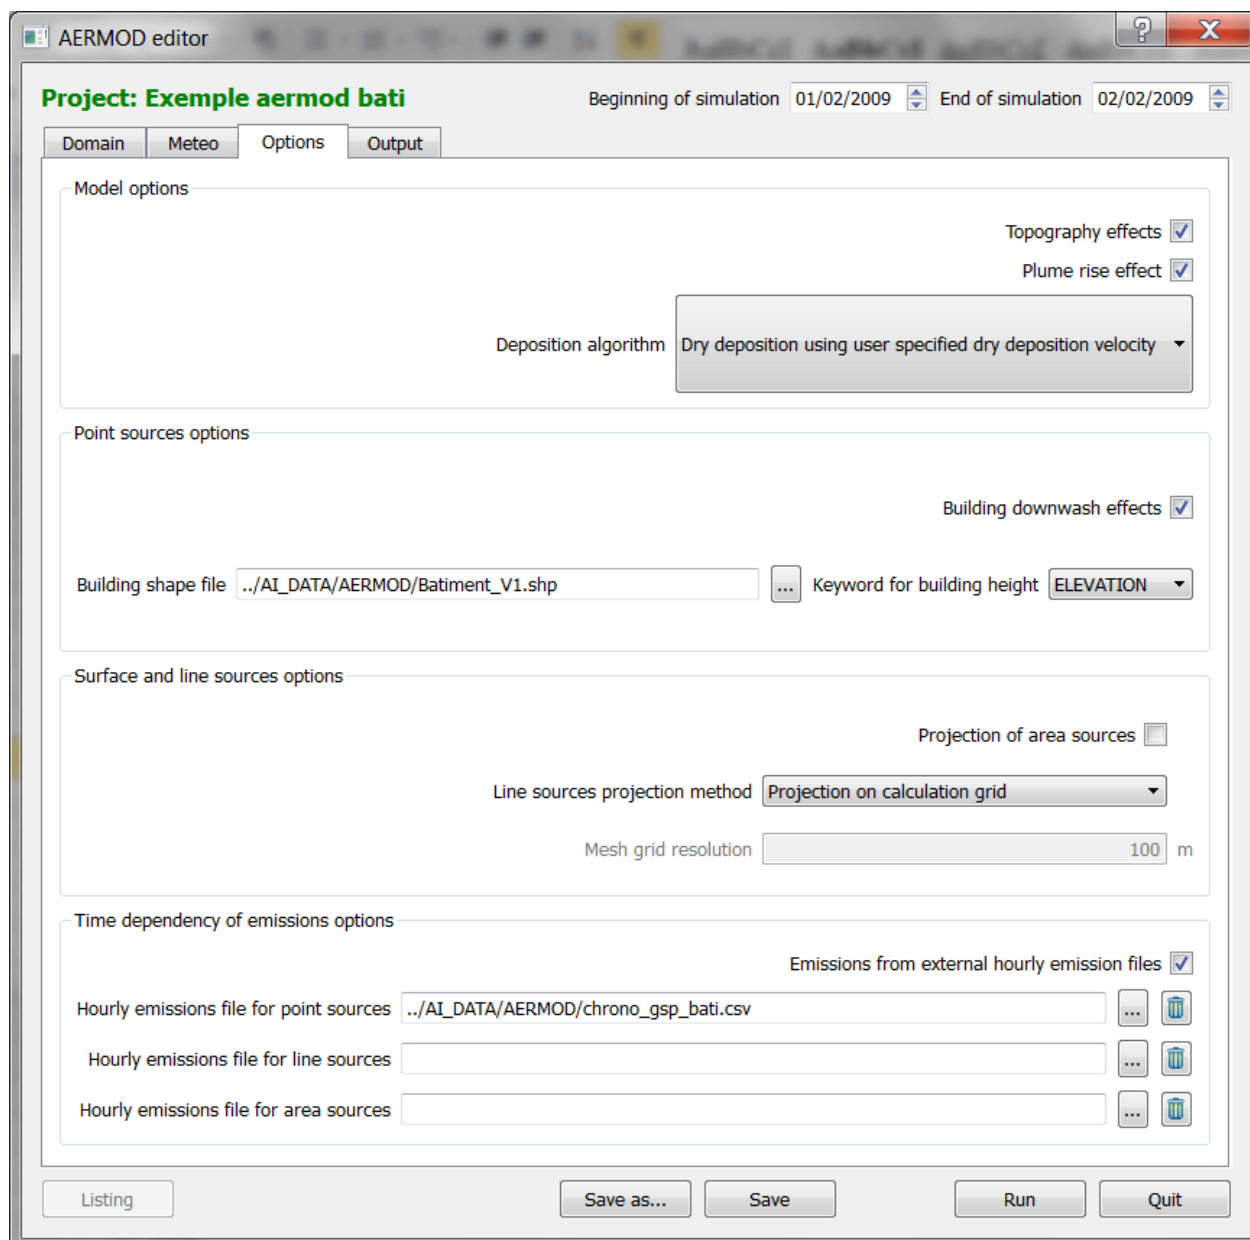 AERMOD editor
Project: Exemple aermod bati
Beginning of simulation 01/02/2009 End of simulation 02/02/2009
Domain Meteo Options Output
Model options
Topography effects
Plume rise effect
Deposition algorithm Dry deposition using user specified dry deposition velocity
Point sources options
Building downwash effects
Building shape file ../AI_DATA/AERMOD/Batiment_V1.shp ... Keyword for building height ELEVATION
Surface and line sources options
Projection of area sources
Line sources projection method Projection on calculation grid
Mesh grid resolution 100 m
Time dependency of emissions options
Emissions from external hourly emission files
Hourly emissions file for point sources ../AI_DATA/AERMOD/chrono_gsp_bati.csv ...
Hourly emissions file for line sources ...
Hourly emissions file for area sources ...
Listing Save as... Save Run Quit